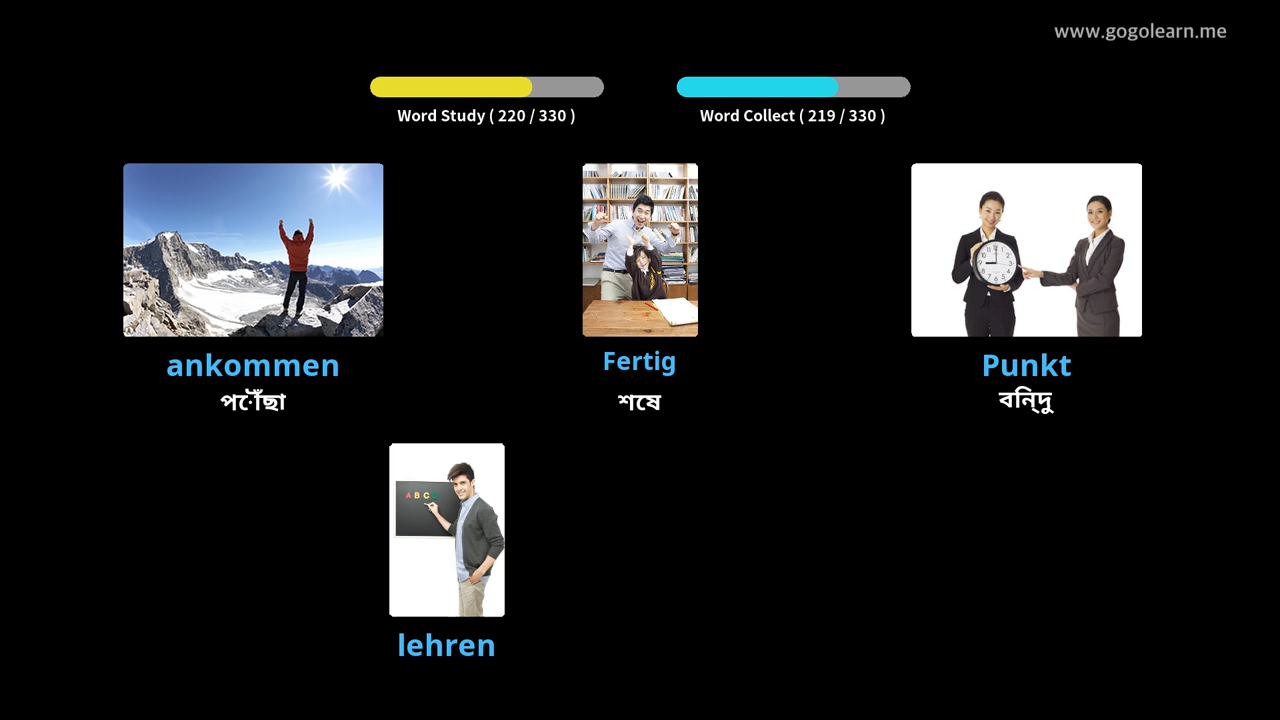 www.gogolearn.me
Word Study ( 220 / 330 )
Word Collect ( 219 / 330 )
ankommen
Fertig
Punkt
পৌঁছা
শেষ
বিন্দু
A B C
lehren